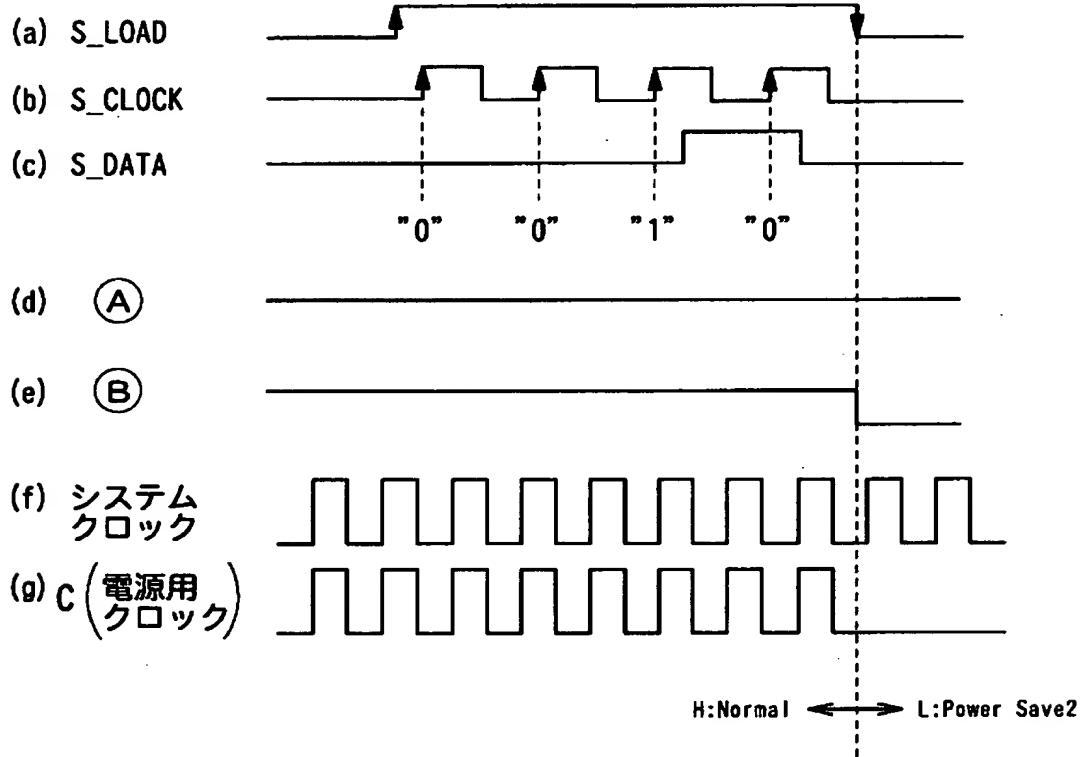 (a) S_LOAD
(b) S_CLOCK
(c) S_DATA
"0" "0" "1" "0"
(d) Ⓐ
(e) Ⓑ
(f) システム
クロック
(g) C(電源用
クロック)
H:Normal L:Power Save2